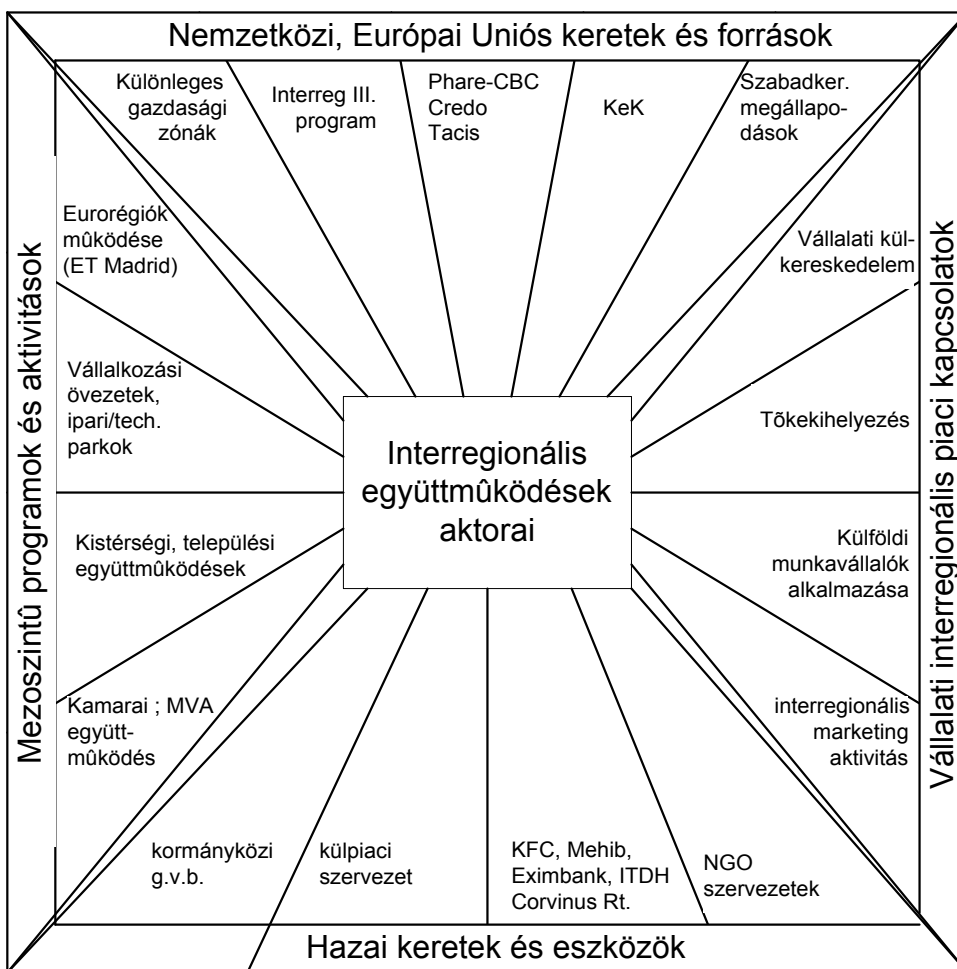 Nemzetközi, Európai Uniós keretek és források
Különleges
gazdasági
zónák
Interreg III.
program
Phare-CBC
Credo
Tacis
KeK
Szabadker.
megállapo-
dások
Mezoszintû programok és aktivitások
Eurorégiók
mûködése
(ET Madrid)
Vállalkozási
övezetek,
ipari/tech.
parkok
Kistérségi, települési
együttmûködések
Kamarai ; MVA
együtt-
mûködés
Interregionális
együttmûködések
aktorai
Vállalati kül-
kereskedelem
Tõkekihelyezés
Külföldi
munkavállalók
alkalmazása
interregionális
marketing
aktivitás
Vállalati interregionális piaci kapcsolatok
kormányközi
g.v.b.
külpiaci
szervezet
KFC, Mehib,
Eximbank, ITDH
Corvinus Rt.
NGO
szervezetek
Hazai keretek és eszközök